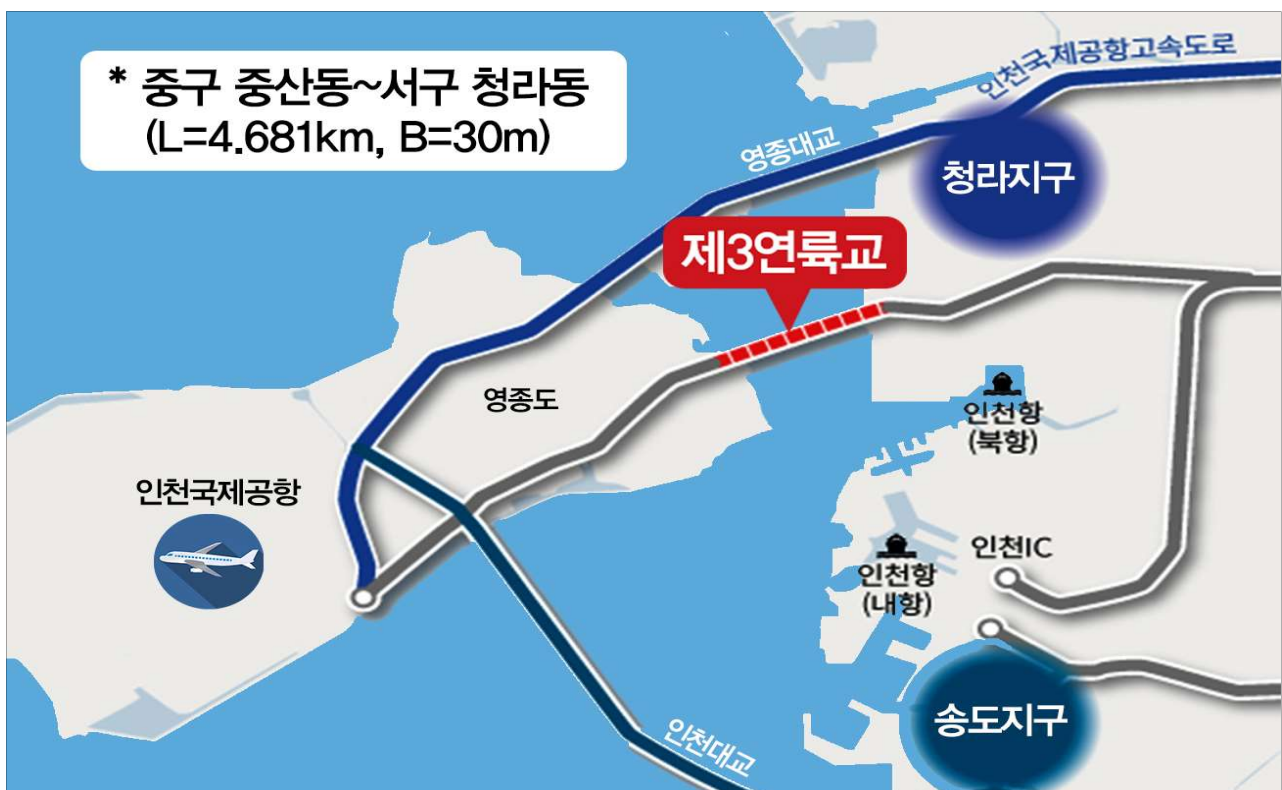 * 중구 중산동~서구 청라동
(L=4.681km, B=30m)
인천국제공항고속도로
영종대교
청라지구
제3연륙교
영종도
인천항
(북항)
인천국제공항
인천IC
인천항
(내항)
송도지구
인천대교